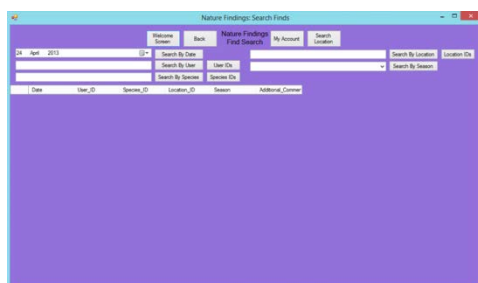 Nature Findings: Search Finds
Welcome Screen Back Nature Findings Find Search My Account Search Location
24 April 2013 Search By Date Search By Location Location IDs
Search By User User IDs Search By Season
Search By Species Species IDs
Date User_ID Species_ID Location_ID Season Additional_Commer